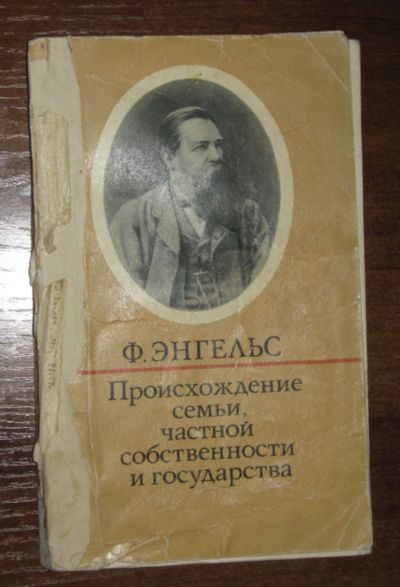 Ф. ЭНГЕЛЬС
Происхождение
семьи,
частной
собственности
и государства